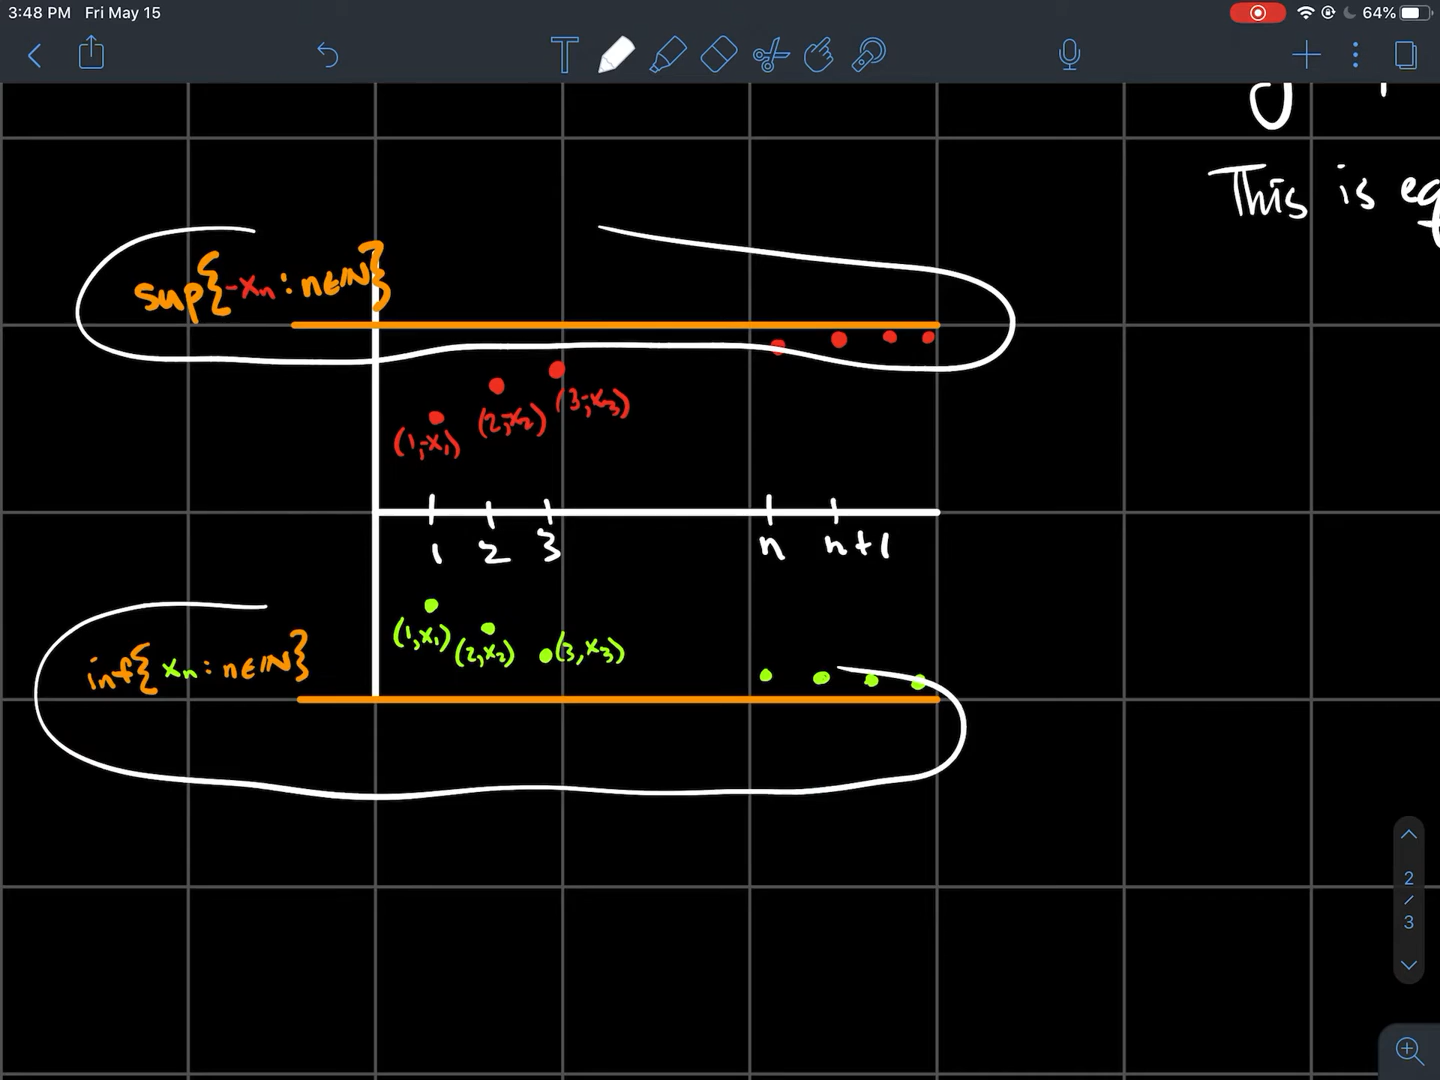 3:48 PM Fri May 15
64%
T
This is eq
sup{-xₙ : n∈ℕ}
(1,-x₁) (2,-x₂) (3,-x₃)
1 2 3 n n+1
(1,x₁) (2,x₂) (3,x₃)
inf{xₙ : n∈ℕ}
2
/
3